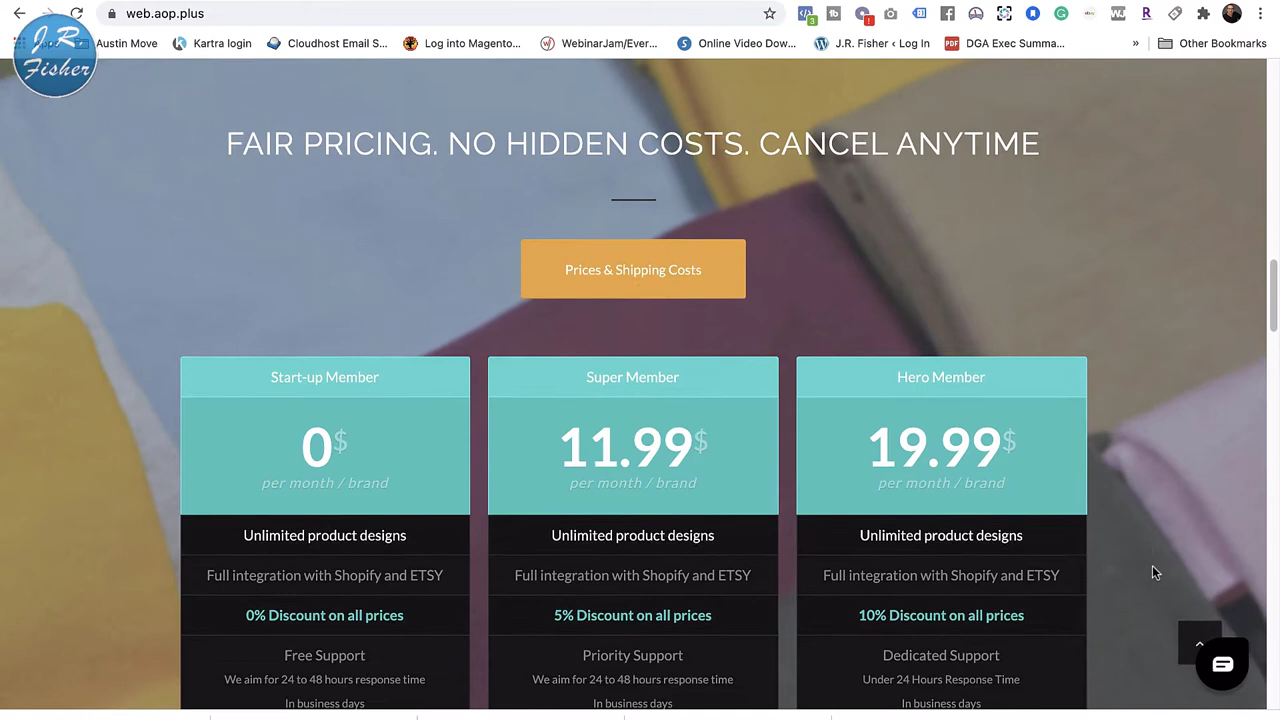 web.aop.plus
J.R.
Fisher
Apps
Austin Move
Kartra login
Cloudhost Email S...
Log into Magento...
WebinarJam/Ever...
Online Video Dow...
J.R. Fisher ‹ Log In
PDF
DGA Exec Summa...
»
Other Bookmarks
FAIR PRICING. NO HIDDEN COSTS. CANCEL ANYTIME
Prices & Shipping Costs
Start-up Member
Super Member
Hero Member
0$
11.99$
19.99$
per month / brand
per month / brand
per month / brand
Unlimited product designs
Unlimited product designs
Unlimited product designs
Full integration with Shopify and ETSY
Full integration with Shopify and ETSY
Full integration with Shopify and ETSY
0% Discount on all prices
5% Discount on all prices
10% Discount on all prices
Free Support
Priority Support
Dedicated Support
We aim for 24 to 48 hours response time
We aim for 24 to 48 hours response time
Under 24 Hours Response Time
In business days
In business days
In business days